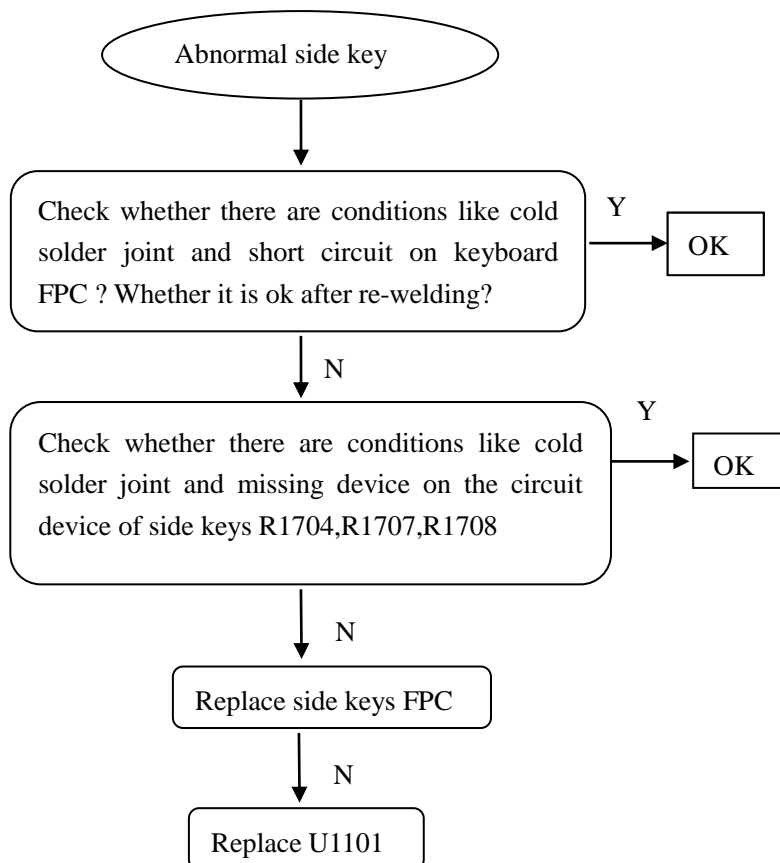 Abnormal side key
Check whether there are conditions like cold
solder joint and short circuit on keyboard
FPC ? Whether it is ok after re-welding?
Y
OK
N
Check whether there are conditions like cold
solder joint and missing device on the circuit
device of side keys R1704,R1707,R1708
Y
OK
N
Replace side keys FPC
N
Replace U1101